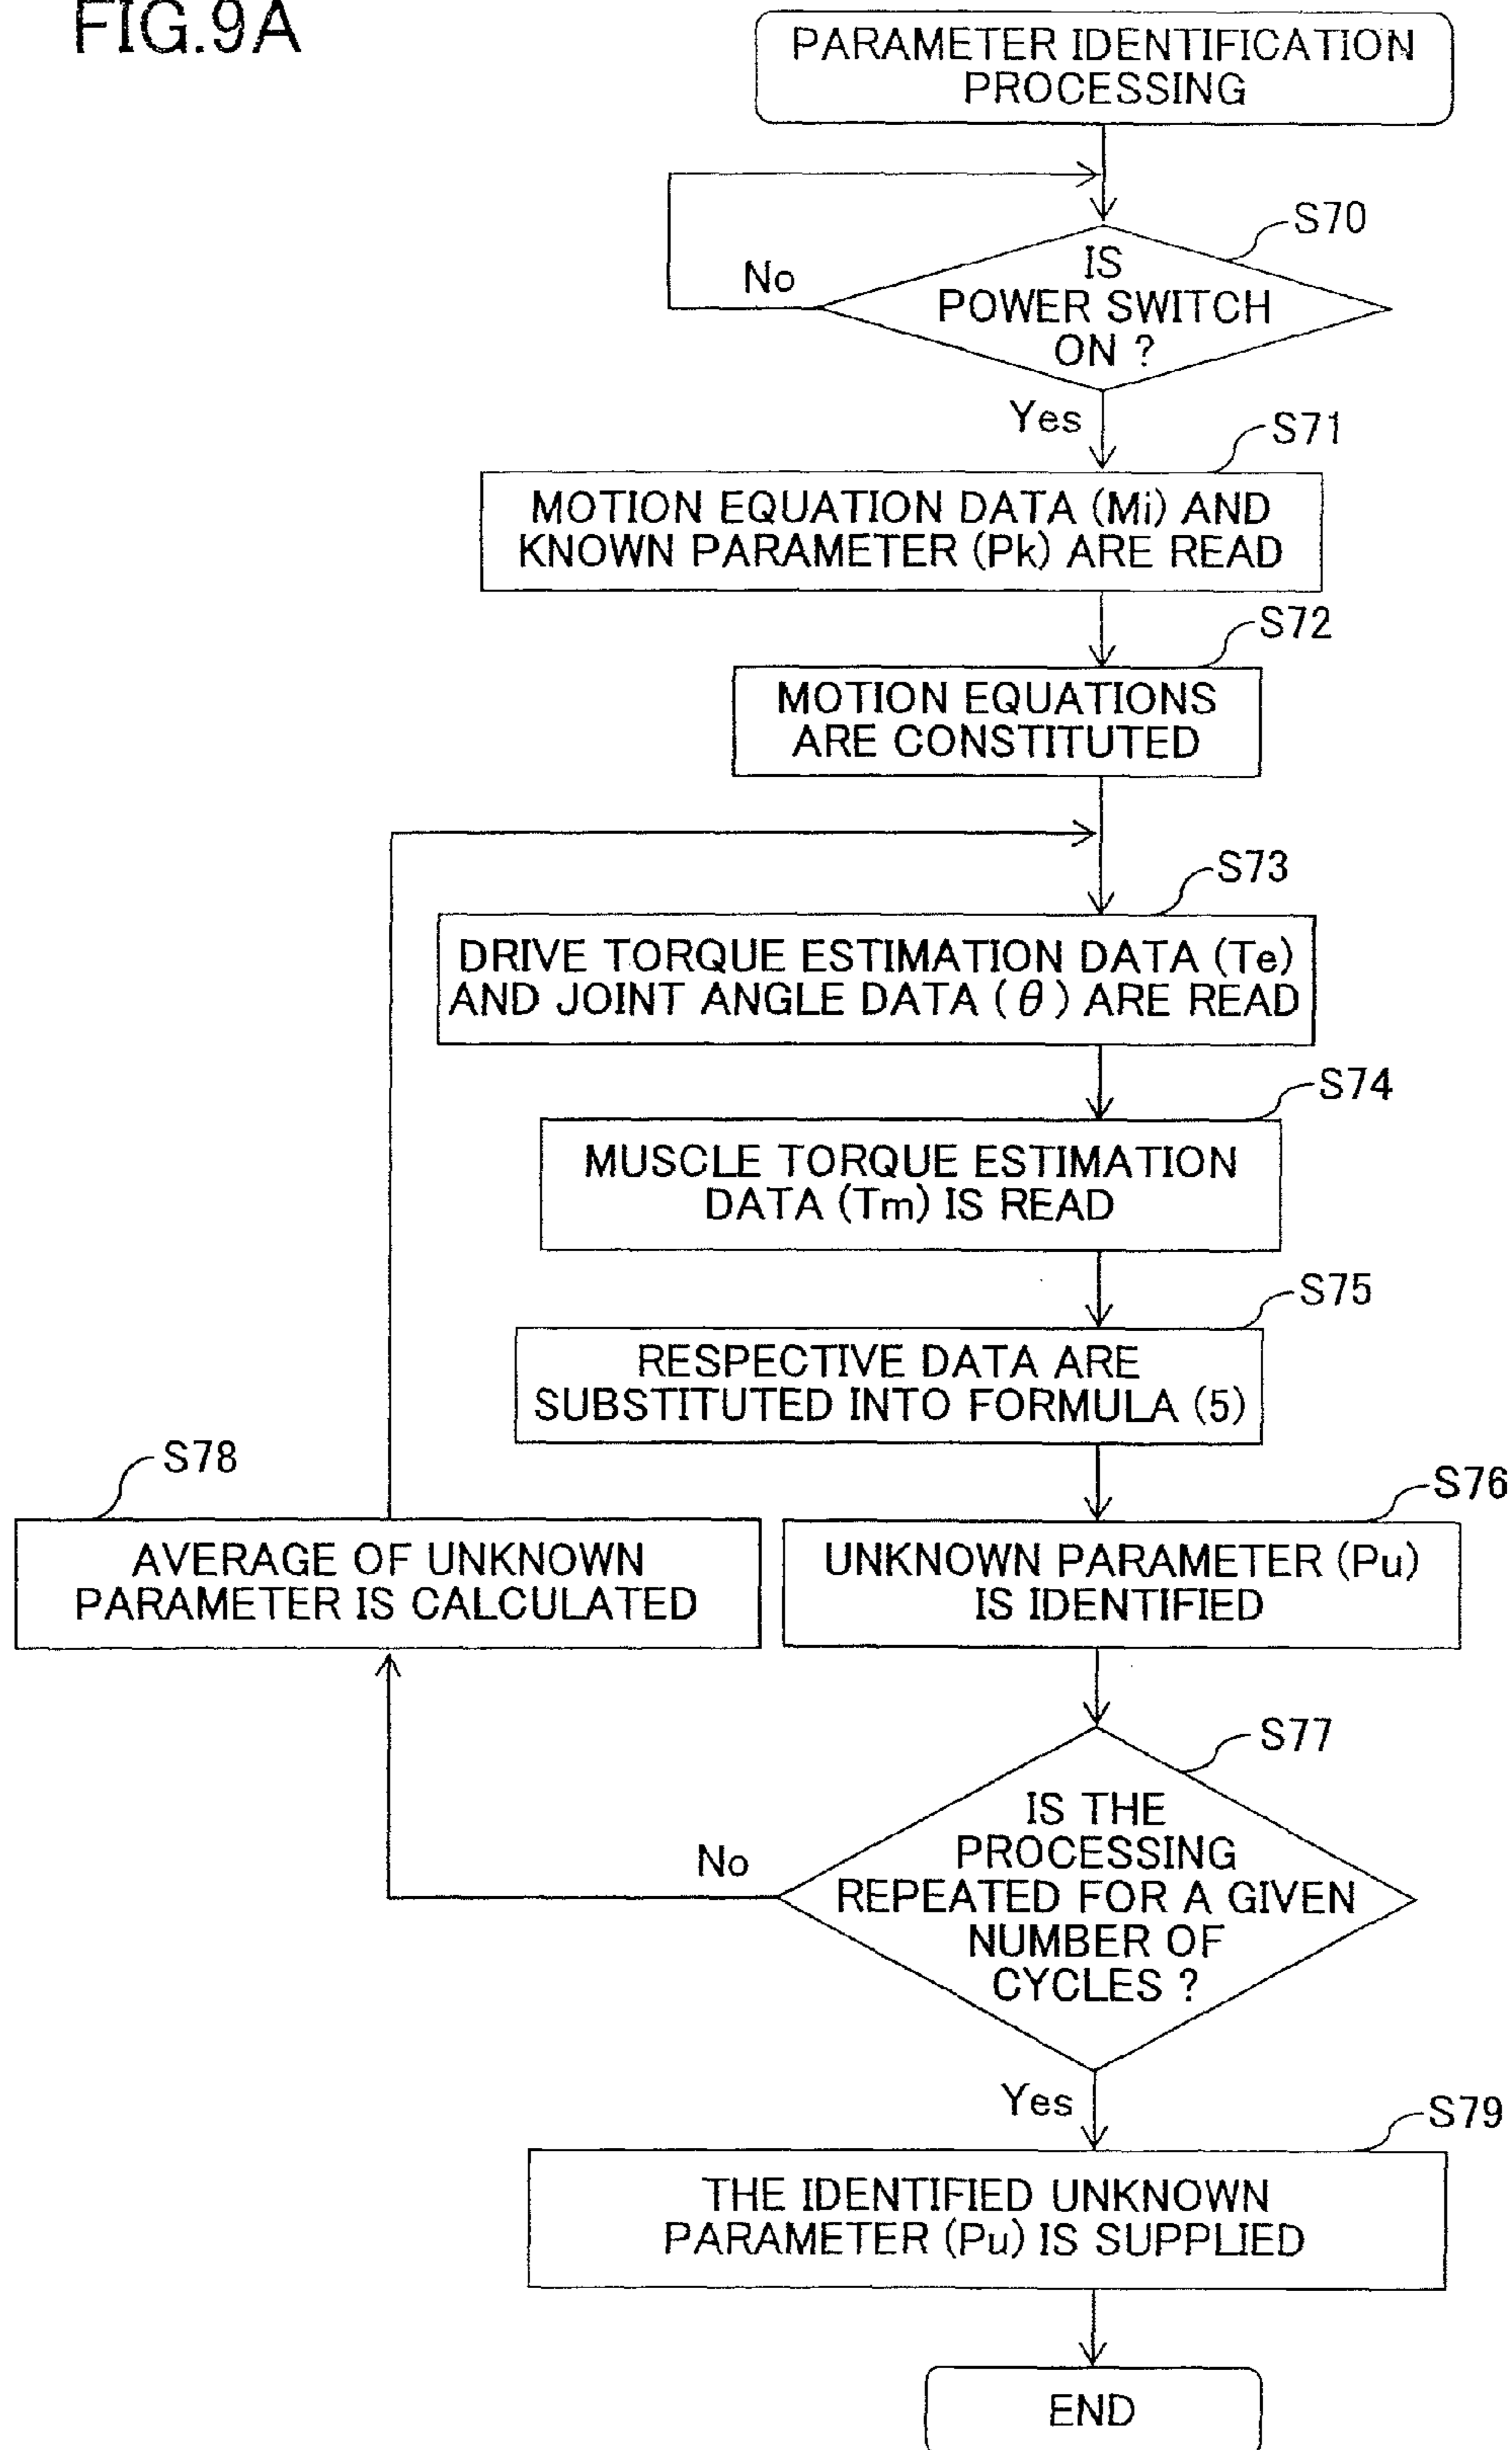 FIG.9A
PARAMETER IDENTIFICATION
PROCESSING
S70
No
IS
POWER SWITCH
ON ?
Yes
S71
MOTION EQUATION DATA (Mi) AND
KNOWN PARAMETER (Pk) ARE READ
S72
MOTION EQUATIONS
ARE CONSTITUTED
S73
DRIVE TORQUE ESTIMATION DATA (Te)
AND JOINT ANGLE DATA ( θ ) ARE READ
S74
MUSCLE TORQUE ESTIMATION
DATA (Tm) IS READ
S75
RESPECTIVE DATA ARE
SUBSTITUTED INTO FORMULA (5)
S78
AVERAGE OF UNKNOWN
PARAMETER IS CALCULATED
S76
UNKNOWN PARAMETER (Pu)
IS IDENTIFIED
S77
No
IS THE
PROCESSING
REPEATED FOR A GIVEN
NUMBER OF
CYCLES ?
Yes
S79
THE IDENTIFIED UNKNOWN
PARAMETER (Pu) IS SUPPLIED
END